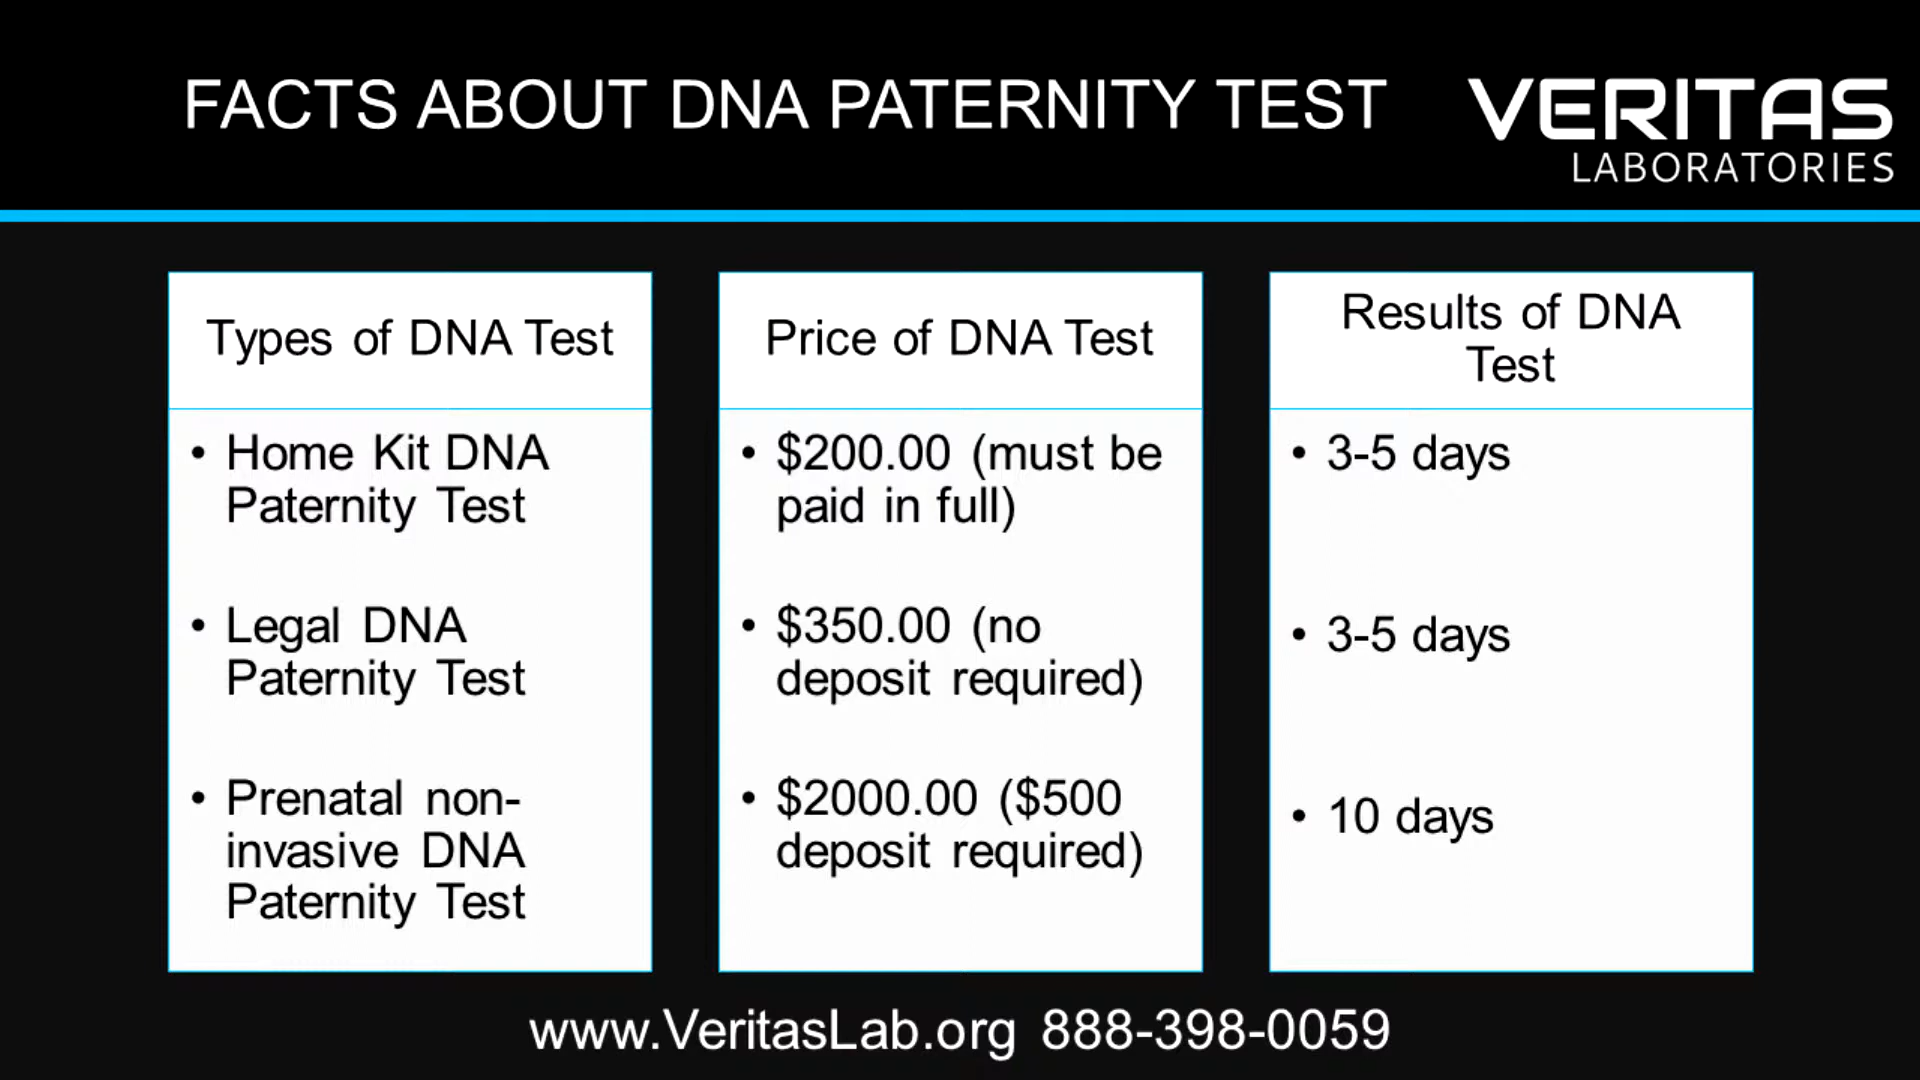 FACTS ABOUT DNA PATERNITY TEST
VERITAS
LABORATORIES
Types of DNA Test
• Home Kit DNA
Paternity Test
• Legal DNA
Paternity Test
• Prenatal non-
invasive DNA
Paternity Test
Price of DNA Test
• $200.00 (must be
paid in full)
• $350.00 (no
deposit required)
• $2000.00 ($500
deposit required)
Results of DNA
Test
• 3-5 days
• 3-5 days
• 10 days
www.VeritasLab.org 888-398-0059